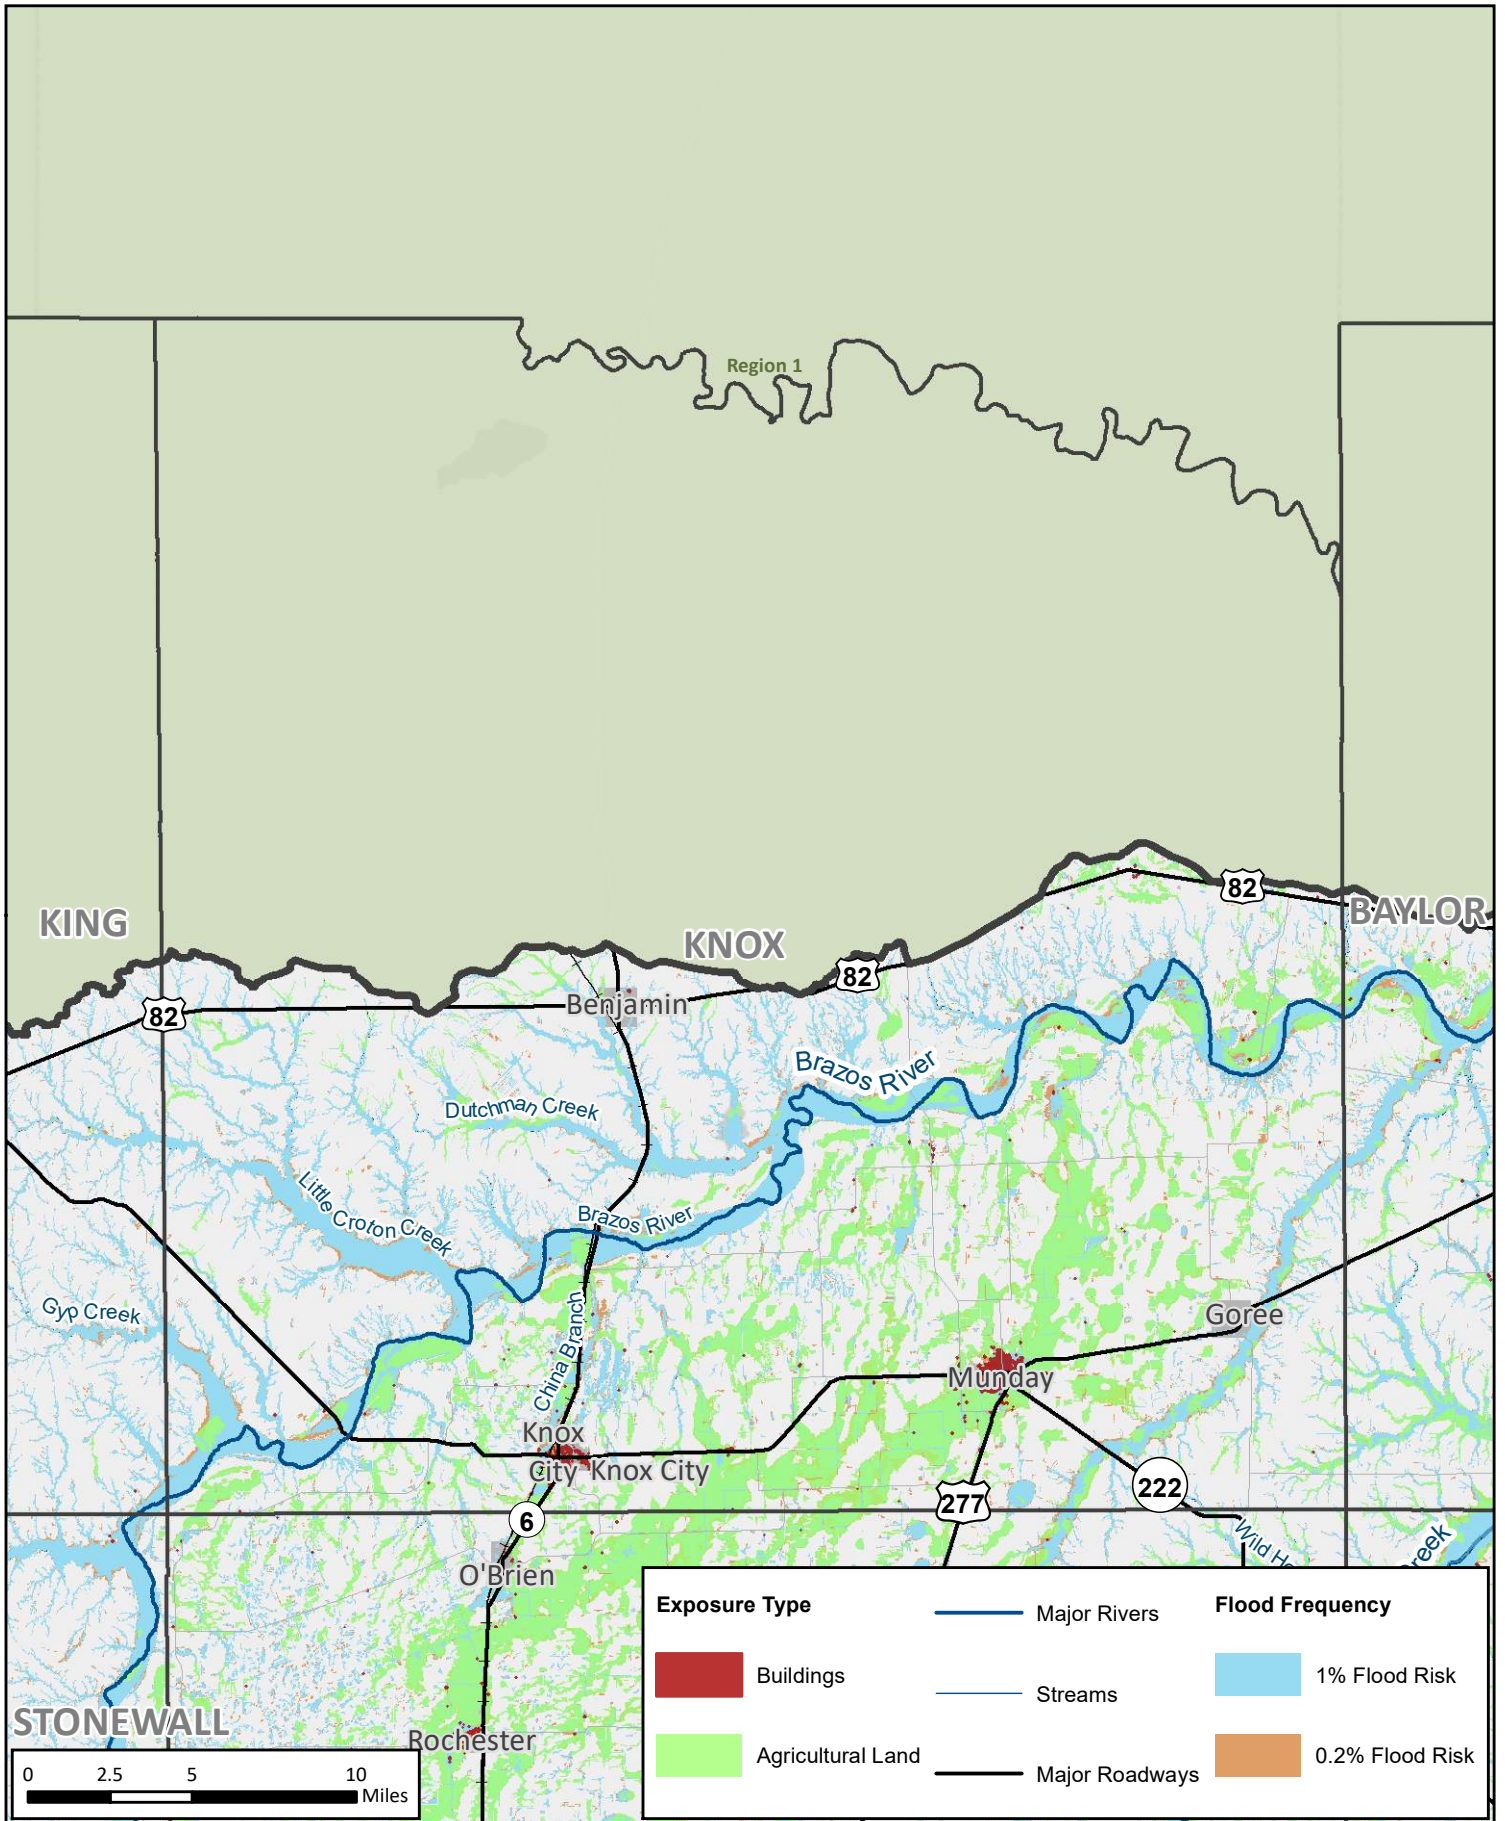 Region 1
82
KING
BAYLOR
KNOX
82
82
Benjamin
Brazos River
Dutchman Creek
Little Croton Creek
Brazos River
Gyp Creek
China Branch
Goree
Munday
Knox
City
Knox City
222
277
6
Wild Ho
reek
O'Brien
STONEWALL
Rochester
Exposure Type
Buildings
Agricultural Land
Major Rivers
Streams
Major Roadways
Flood Frequency
1% Flood Risk
0.2% Flood Risk
0 2.5 5 10
Miles